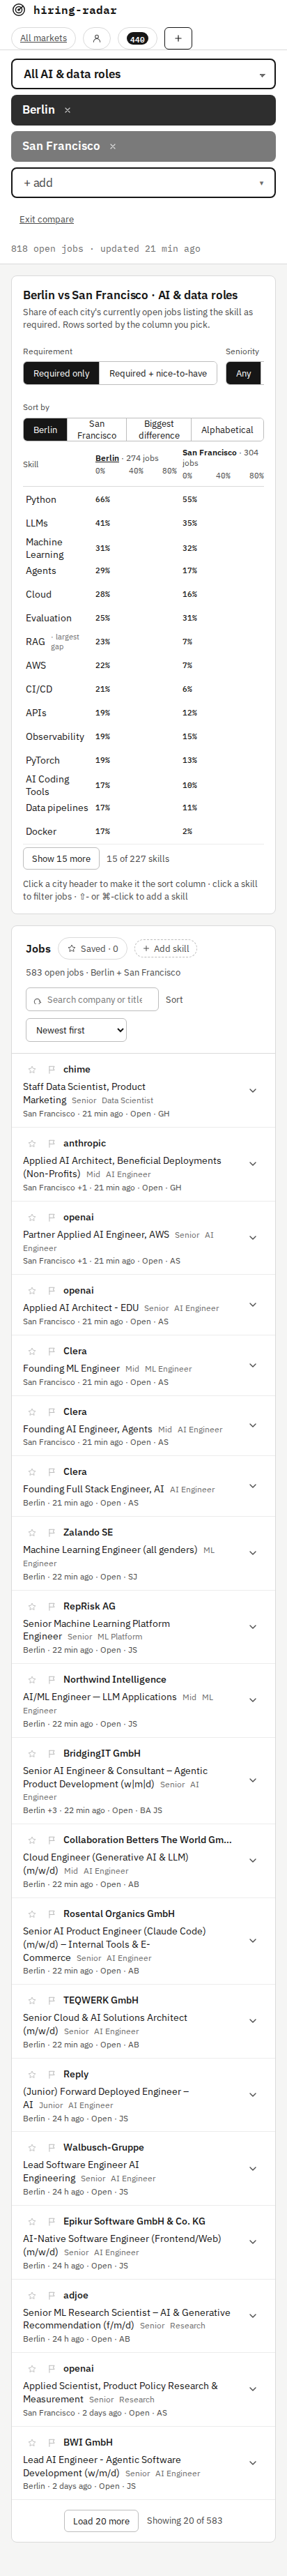 hiring-radar
All markets
440
+
All AI & data roles
Berlin ×
San Francisco ×
+ add
Exit compare
818 open jobs · updated 21 min ago
Berlin vs San Francisco · AI & data roles
Share of each city's currently open jobs listing the skill as
required. Rows sorted by the column you pick.
Requirement
Seniority
Required only
Required + nice-to-have
Any
Sort by
Berlin
San
Francisco
Biggest
difference
Alphabetical
Skill
Berlin · 274 jobs
0% 40% 80%
San Francisco · 304
jobs
0% 40% 80%
Python 66% 55%
LLMs 41% 35%
Machine
Learning 31% 32%
Agents 29% 17%
Cloud 28% 16%
Evaluation 25% 31%
RAG · largest
gap 23% 7%
AWS 22% 7%
CI/CD 21% 6%
APIs 19% 12%
Observability 19% 15%
PyTorch 19% 13%
AI Coding
Tools 17% 10%
Data pipelines 17% 11%
Docker 17% 2%
Show 15 more 15 of 227 skills
Click a city header to make it the sort column · click a skill
to filter jobs · ⇧- or ⌘-click to add a skill
Jobs
Saved · 0
+ Add skill
583 open jobs · Berlin + San Francisco
Search company or title
Sort
Newest first
chime
Staff Data Scientist, Product
Marketing Senior Data Scientist
San Francisco · 21 min ago · Open · GH
anthropic
Applied AI Architect, Beneficial Deployments
(Non-Profits) Mid AI Engineer
San Francisco +1 · 21 min ago · Open · GH
openai
Partner Applied AI Engineer, AWS Senior AI
Engineer
San Francisco +1 · 21 min ago · Open · AS
openai
Applied AI Architect - EDU Senior AI Engineer
San Francisco · 21 min ago · Open · AS
Clera
Founding ML Engineer Mid ML Engineer
San Francisco · 21 min ago · Open · AS
Clera
Founding AI Engineer, Agents Mid AI Engineer
San Francisco · 21 min ago · Open · AS
Clera
Founding Full Stack Engineer, AI AI Engineer
Berlin · 21 min ago · Open · AS
Zalando SE
Machine Learning Engineer (all genders) ML
Engineer
Berlin · 22 min ago · Open · SJ
RepRisk AG
Senior Machine Learning Platform
Engineer Senior ML Platform
Berlin · 22 min ago · Open · JS
Northwind Intelligence
AI/ML Engineer — LLM Applications Mid ML
Engineer
Berlin · 22 min ago · Open · JS
BridgingIT GmbH
Senior AI Engineer & Consultant – Agentic
Product Development (w|m|d) Senior AI
Engineer
Berlin +3 · 22 min ago · Open · BA JS
Collaboration Betters The World Gm...
Cloud Engineer (Generative AI & LLM)
(m/w/d) Mid AI Engineer
Berlin · 22 min ago · Open · AB
Rosental Organics GmbH
Senior AI Product Engineer (Claude Code)
(m/w/d) – Internal Tools & E-
Commerce Senior AI Engineer
Berlin · 22 min ago · Open · AB
TEQWERK GmbH
Senior Cloud & AI Solutions Architect
(m/w/d) Senior AI Engineer
Berlin · 22 min ago · Open · AB
Reply
(Junior) Forward Deployed Engineer –
AI Junior AI Engineer
Berlin · 24 h ago · Open · JS
Walbusch-Gruppe
Lead Software Engineer AI
Engineering Senior AI Engineer
Berlin · 24 h ago · Open · JS
Epikur Software GmbH & Co. KG
AI-Native Software Engineer (Frontend/Web)
(m/w/d) Senior AI Engineer
Berlin · 24 h ago · Open · JS
adjoe
Senior ML Research Scientist – AI & Generative
Recommendation (f/m/d) Senior Research
Berlin · 24 h ago · Open · AB
openai
Applied Scientist, Product Policy Research &
Measurement Senior Research
San Francisco · 2 days ago · Open · AS
BWI GmbH
Lead AI Engineer - Agentic Software
Development (w/m/d) Senior AI Engineer
Berlin · 2 days ago · Open · JS
Load 20 more Showing 20 of 583